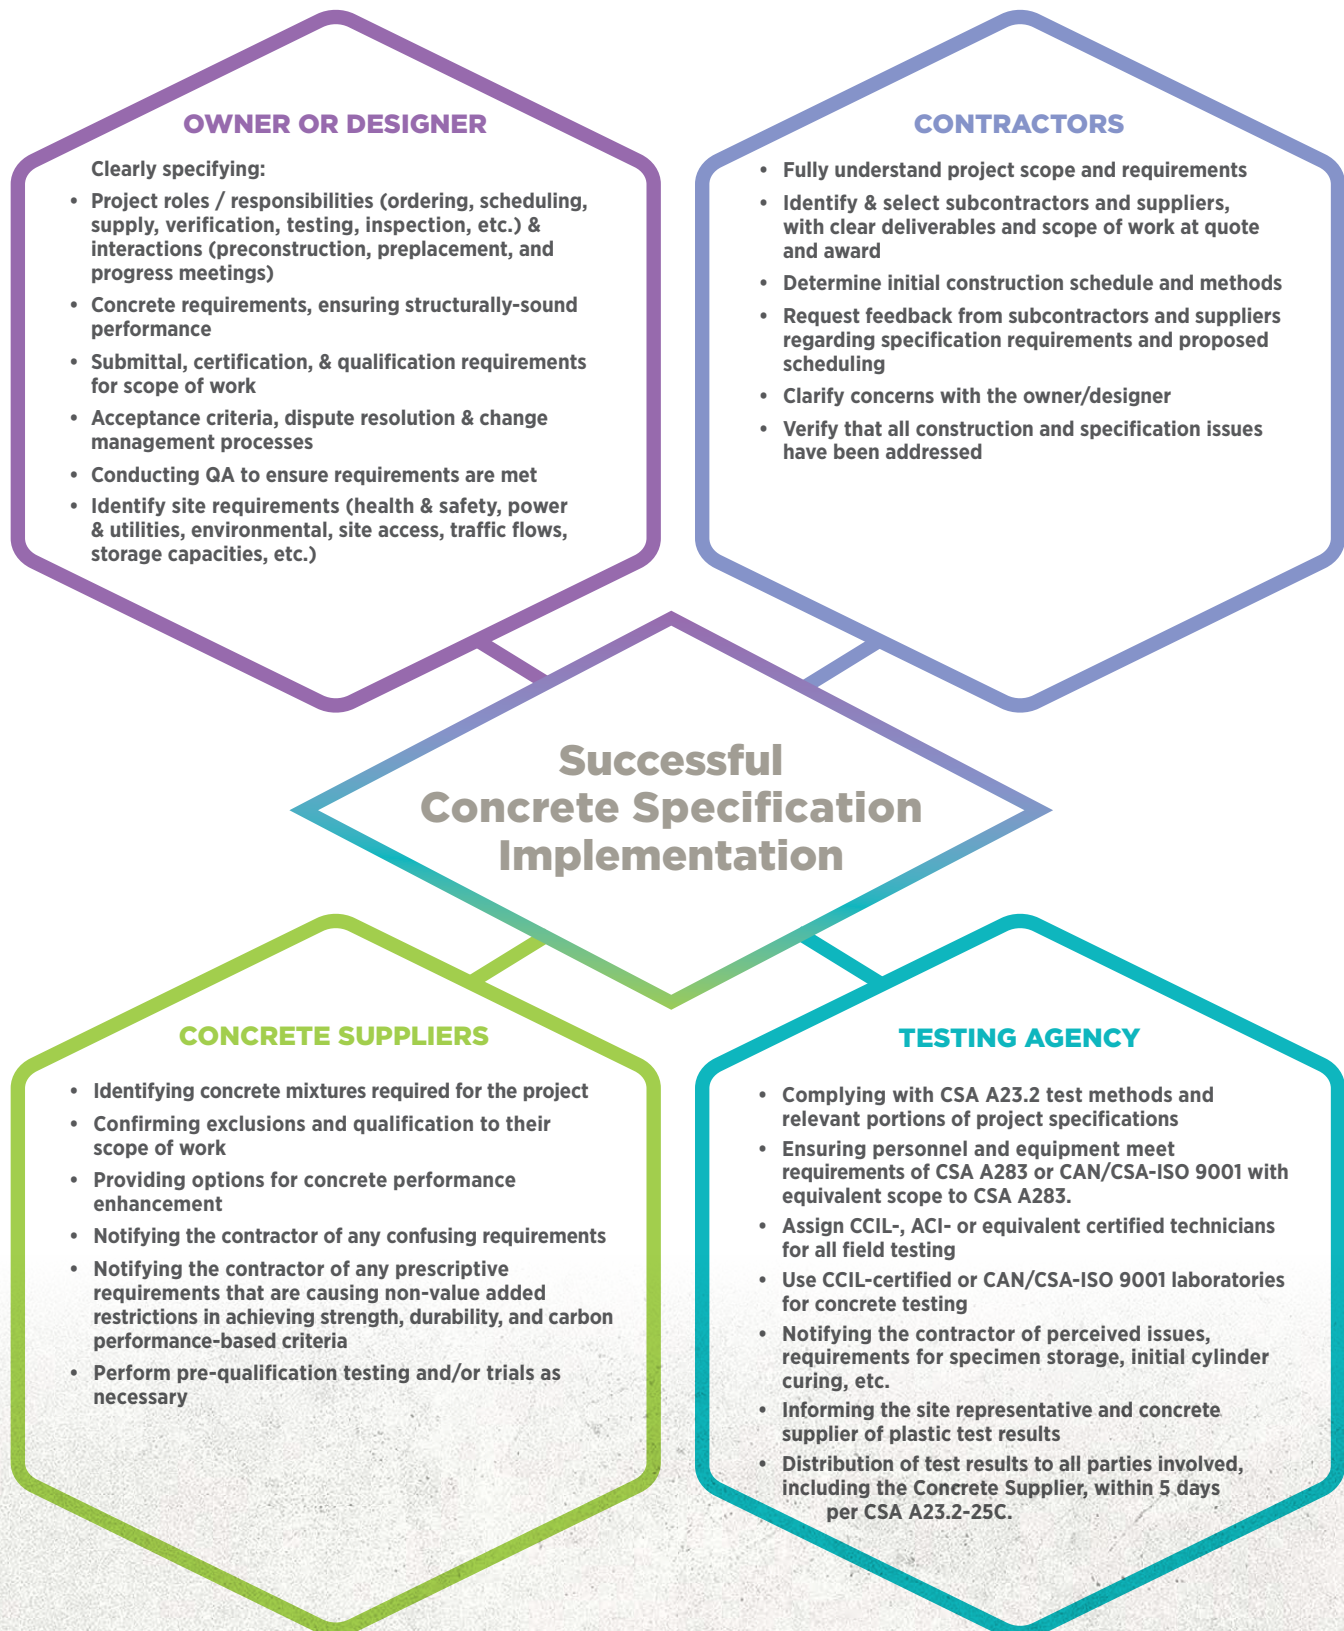 OWNER OR DESIGNER
Clearly specifying:
• Project roles / responsibilities (ordering, scheduling,
supply, verification, testing, inspection, etc.) &
interactions (preconstruction, preplacement, and
progress meetings)
• Concrete requirements, ensuring structurally-sound
performance
• Submittal, certification, & qualification requirements
for scope of work
• Acceptance criteria, dispute resolution & change
management processes
• Conducting QA to ensure requirements are met
• Identify site requirements (health & safety, power
& utilities, environmental, site access, traffic flows,
storage capacities, etc.)
CONTRACTORS
• Fully understand project scope and requirements
• Identify & select subcontractors and suppliers,
with clear deliverables and scope of work at quote
and award
• Determine initial construction schedule and methods
• Request feedback from subcontractors and suppliers
regarding specification requirements and proposed
scheduling
• Clarify concerns with the owner/designer
• Verify that all construction and specification issues
have been addressed
Successful
Concrete Specification
Implementation
CONCRETE SUPPLIERS
• Identifying concrete mixtures required for the project
• Confirming exclusions and qualification to their
scope of work
• Providing options for concrete performance
enhancement
• Notifying the contractor of any confusing requirements
• Notifying the contractor of any prescriptive
requirements that are causing non-value added
restrictions in achieving strength, durability, and carbon
performance-based criteria
• Perform pre-qualification testing and/or trials as
necessary
TESTING AGENCY
• Complying with CSA A23.2 test methods and
relevant portions of project specifications
• Ensuring personnel and equipment meet
requirements of CSA A283 or CAN/CSA-ISO 9001 with
equivalent scope to CSA A283.
• Assign CCIL-, ACI- or equivalent certified technicians
for all field testing
• Use CCIL-certified or CAN/CSA-ISO 9001 laboratories
for concrete testing
• Notifying the contractor of perceived issues,
requirements for specimen storage, initial cylinder
curing, etc.
• Informing the site representative and concrete
supplier of plastic test results
• Distribution of test results to all parties involved,
including the Concrete Supplier, within 5 days
per CSA A23.2-25C.